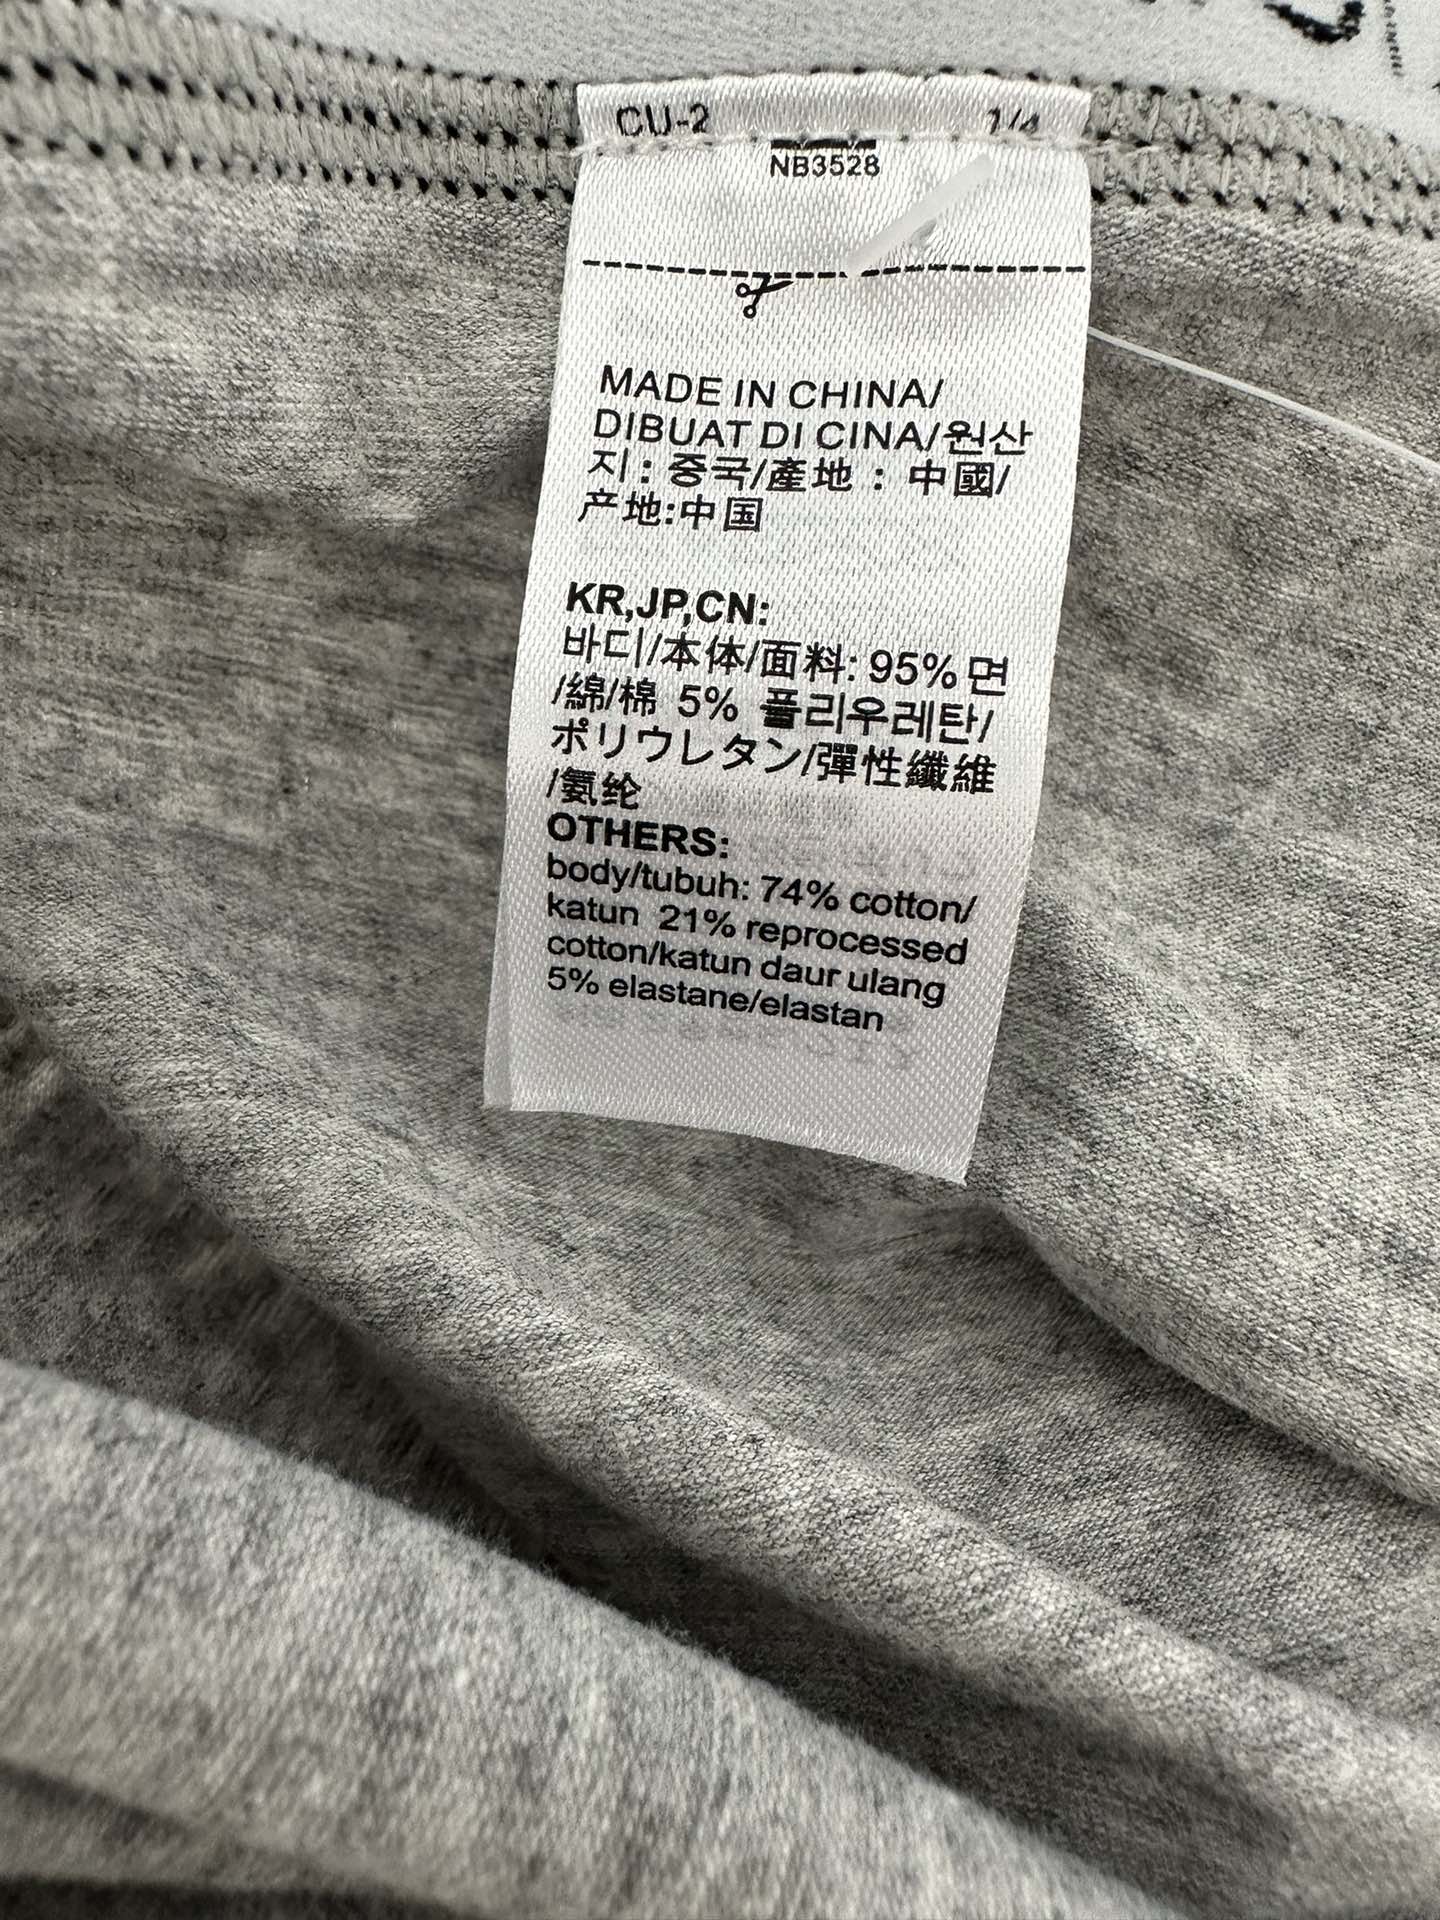 CU-2 1/4
NB3528
MADE IN CHINA/
DIBUAT DI CINA/원산
지 : 중국/產地 : 中國/
产地:中国
KR,JP,CN:
바디/本体/面料: 95% 면
/綿/棉 5% 폴리우레탄/
ポリウレタン/彈性纖維
/氨纶
OTHERS:
body/tubuh: 74% cotton/
katun 21% reprocessed
cotton/katun daur ulang
5% elastane/elastan